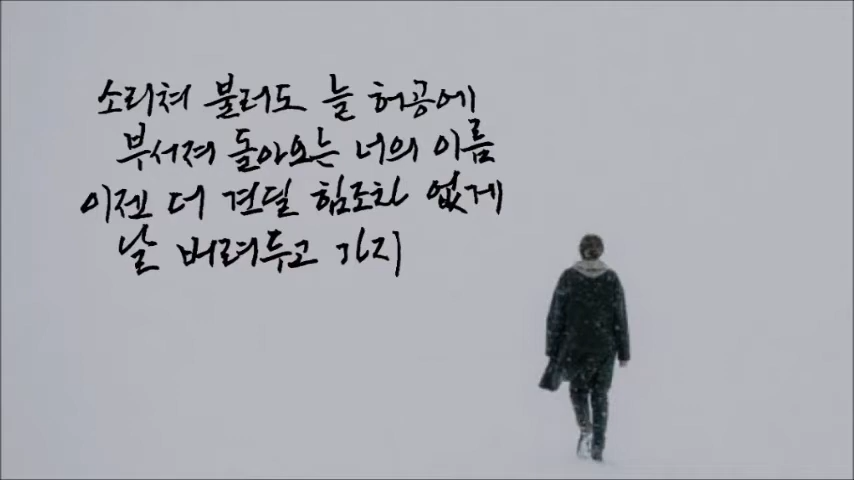 소리쳐 불러도 늘 허공에
부서져 돌아오는 너의 이름
이젠 더 견딜 힘조차 없게
날 버려두고 가지